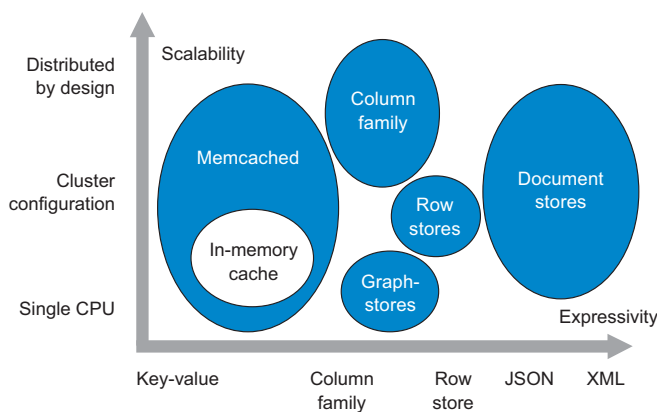 Scalability
Distributed
by design
Cluster
configuration
Single CPU
Memcached
In-memory
cache
Column
family
Row
stores
Graph-
stores
Document
stores
Expressivity
Key-value
Column
family
Row
store
JSON
XML